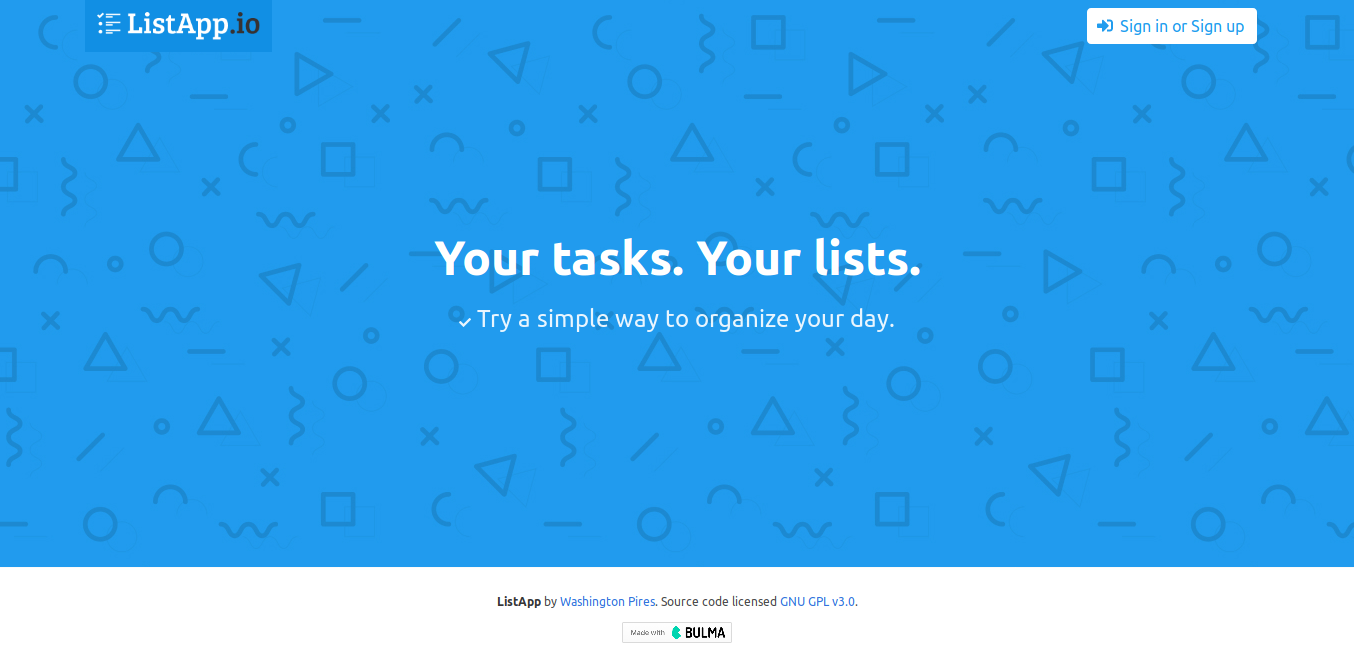 ListApp.io
Sign in or Sign up
Your tasks. Your lists.
Try a simple way to organize your day.
ListApp by Washington Pires. Source code licensed GNU GPL v3.0.
Made with BULMA